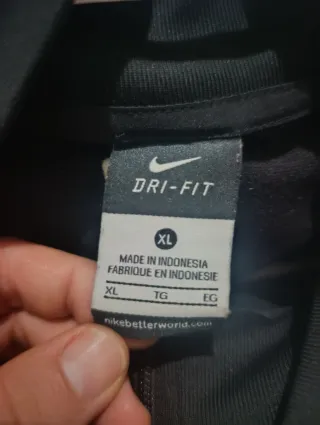 DRI-FIT
XL
MADE IN INDONESIA
FABRIQUE EN INDONESIE
XL TG EG
nikebetterworld.com